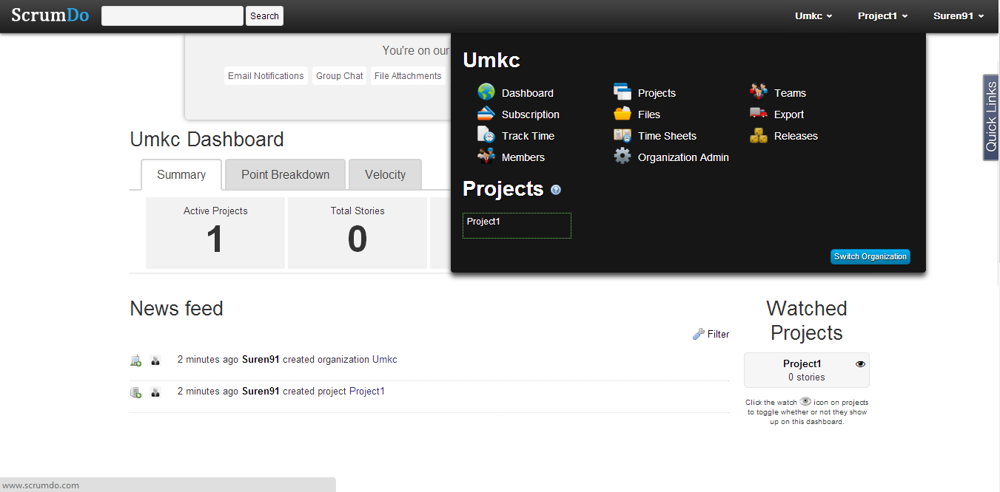 ScrumDo
Search
Umkc
Project1
Suren91
You're on our
Email Notifications
Group Chat
File Attachments
Umkc
Dashboard
Projects
Teams
Subscription
Files
Export
Track Time
Time Sheets
Releases
Members
Organization Admin
Projects ?
Project1
Switch Organization
Quick Links
Umkc Dashboard
Summary
Point Breakdown
Velocity
Active Projects
1
Total Stories
0
News feed
Filter
2 minutes ago Suren91 created organization Umkc
2 minutes ago Suren91 created project Project1
Watched
Projects
Project1
0 stories
Click the watch icon on projects
to toggle whether or not they show
up on this dashboard.
www.scrumdo.com